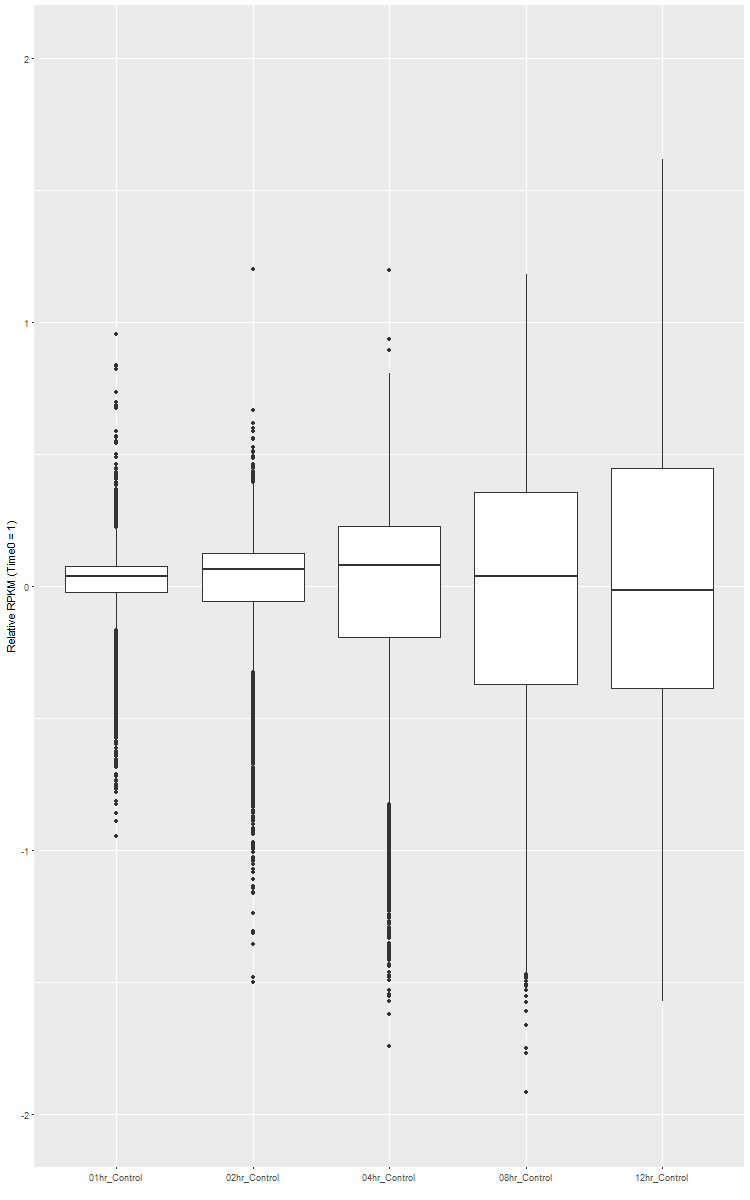 2
1
0
-1
-2
Relative RPKM (Time0 = 1)
01hr_Control
02hr_Control
04hr_Control
08hr_Control
12hr_Control